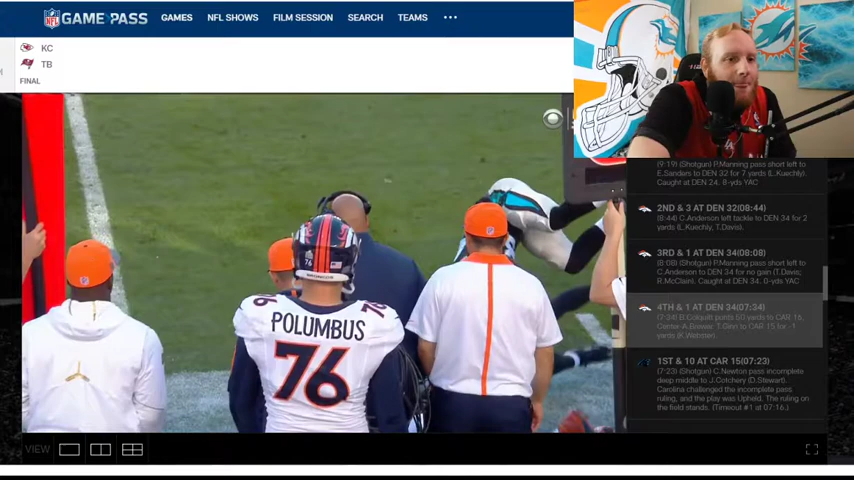 NFL GAMEPASS GAMES NFL SHOWS FILM SESSION SEARCH TEAMS
KC
TB
FINAL
(9:19) (Shotgun) P.Manning pass short left to
E.Sanders to DEN 32 for 7 yards (L.Kuechly).
Caught at DEN 24. 8-yds YAC
2ND & 3 AT DEN 32(08:44)
(8:44) C.Anderson left tackle to DEN 34 for 2
yards (L.Kuechly, T.Davis).
3RD & 1 AT DEN 34(08:08)
(8:08) (Shotgun) P.Manning pass short left to
C.Anderson to DEN 34 for no gain (T.Davis;
R.McClain). Caught at DEN 34. 0-yds YAC
4TH & 1 AT DEN 34(07:34)
(7:34) B.Colquitt punts 50 yards to CAR 16,
Center-A.Brewer. T.Ginn to CAR 15 for -1
yards (K.Webster).
1ST & 10 AT CAR 15(07:23)
(7:23) (Shotgun) C.Newton pass incomplete
deep middle to J.Cotchery (D.Stewart).
Carolina challenged the incomplete pass
ruling, and the play was Upheld. The ruling on
the field stands. (Timeout #1 at 07:16.)
76
76 POLUMBUS 76
76
VIEW